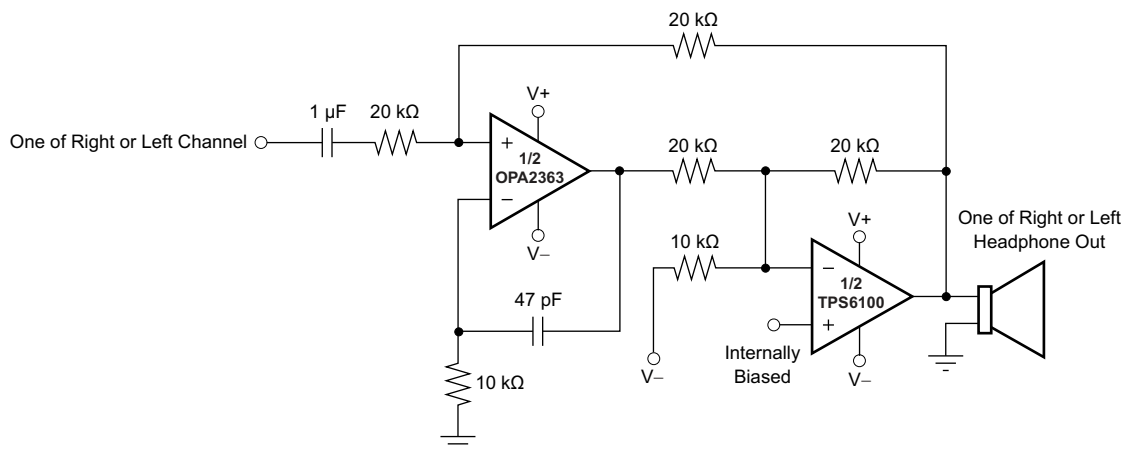 20 kΩ
V+
1 µF
20 kΩ
One of Right or Left Channel
+
1/2
OPA2363
−
V−
20 kΩ
20 kΩ
One of Right or Left
Headphone Out
V+
10 kΩ
−
1/2
TPS6100
+
Internally
Biased
V−
V−
47 pF
10 kΩ